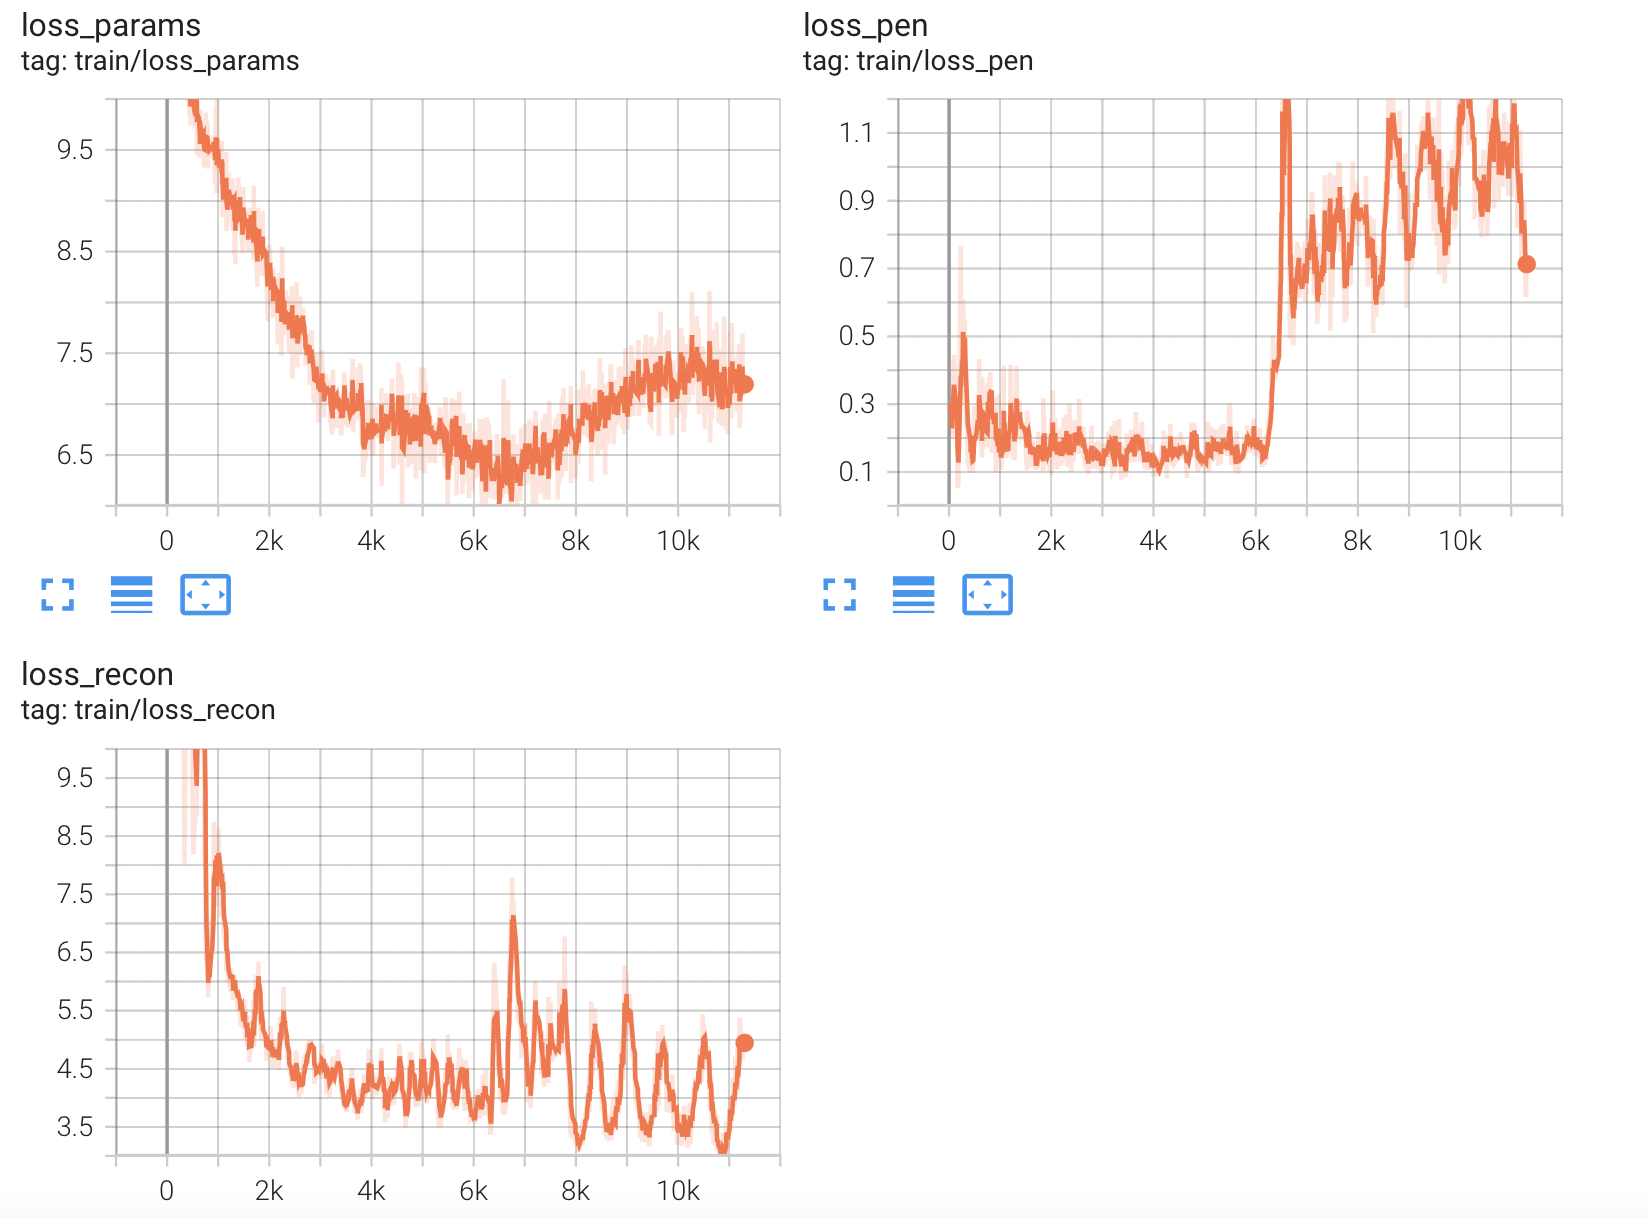 loss_params
tag: train/loss_params
9.5
8.5
7.5
6.5
0 2k 4k 6k 8k 10k
loss_pen
tag: train/loss_pen
1.1
0.9
0.7
0.5
0.3
0.1
0 2k 4k 6k 8k 10k
loss_recon
tag: train/loss_recon
9.5
8.5
7.5
6.5
5.5
4.5
3.5
0 2k 4k 6k 8k 10k